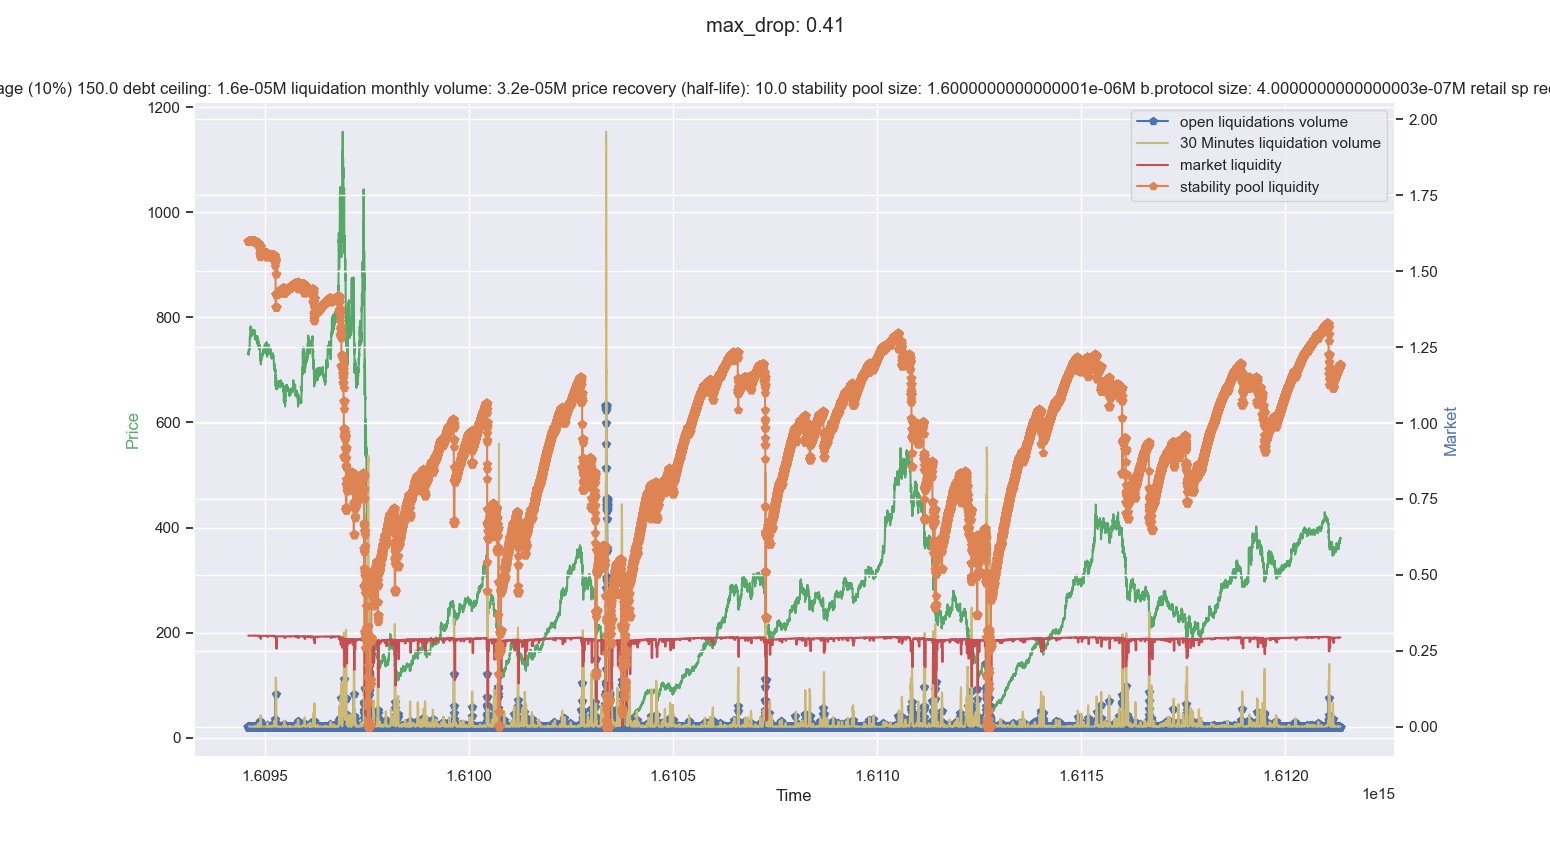 max_drop: 0.41
age (10%) 150.0 debt ceiling: 1.6e-05M liquidation monthly volume: 3.2e-05M price recovery (half-life): 10.0 stability pool size: 1.6000000000000001e-06M b.protocol size: 4.0000000000000003e-07M retail sp re
1200
1000
800
600
400
200
0
Price
open liquidations volume
30 Minutes liquidation volume
market liquidity
stability pool liquidity
2.00
1.75
1.50
1.25
1.00
0.75
0.50
0.25
0.00
Market
1.6095
1.6100
1.6105
1.6110
1.6115
1.6120
1e15
Time